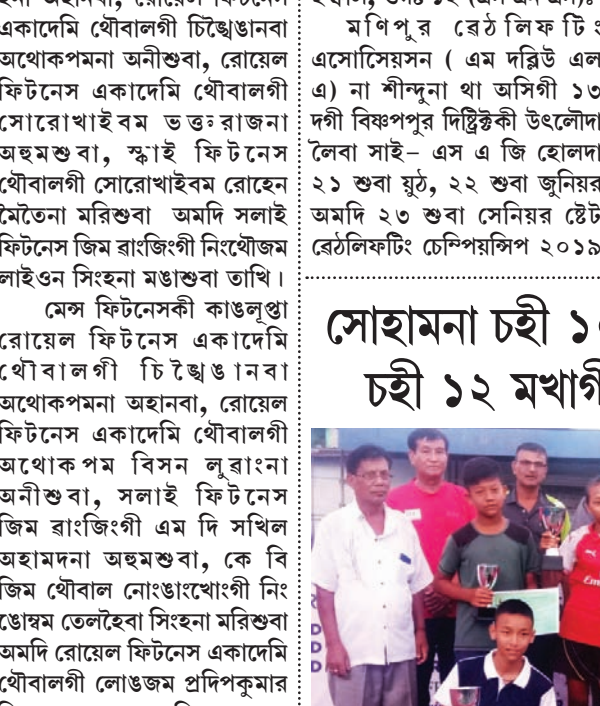 একাদেমি থৌবালগী চিঙ্খৈঙানবা
অথোকপমনা অনীশুবা, রোয়েল
ফিটনেস একাদেমি থৌবালগী
সোরোখাইবম ভক্তรাজনা
অহুমশুবা, স্কাই ফিটনেস
থৌবালগী সোরোখাইবম রোহেন
মৈতৈনা মরিশুবা অমদি সলাই
ফিটনেস জিম ৱাংজিংগী নিংথৌজম
লাইওন সিংহনা মঙাশুবা তাখি।
মেন্স ফিটনেসকী কাঙলূপ্তা
রোয়েল ফিটনেস একাদেমি
থৌবালগী চিঙ্খৈঙানবা
অথোকপমনা অহানবা, রোয়েল
ফিটনেস একাদেমি থৌবালগী
অথোকপম বিসন লুৱাংনা
অনীশুবা, সলাই ফিটনেস
জিম ৱাংজিংগী এম দি সখিল
অহামদনা অহুমশুবা, কে বি
জিম থৌবাল নোংঙাংখোংগী নিং
ঙোম্বম তেলহৈবা সিংহনা মরিশুবা
অমদি রোয়েল ফিটনেস একাদেমি
থৌবালগী লোঙজম প্রদিপকুমার
মণিপুর ৱেঠলিফটিং
এসোসিয়েসন ( এম দব্লিউ এল
এ) না শীন্দুনা থা অসিগী ১৩
দগী বিষ্ণপপুর দিষ্ট্রিক্টকী উৎলৌদা
লৈবা সাই- এস এ জি হোলদা
২১ শুবা য়ুঠ, ২২ শুবা জুনিয়র
অমদি ২৩ শুবা সেনিয়র ষ্টেট
ৱেঠলিফটিং চেম্পিয়ন্সিপ ২০১৯
সোহামনা চহী
চহী ১২ মখাগী